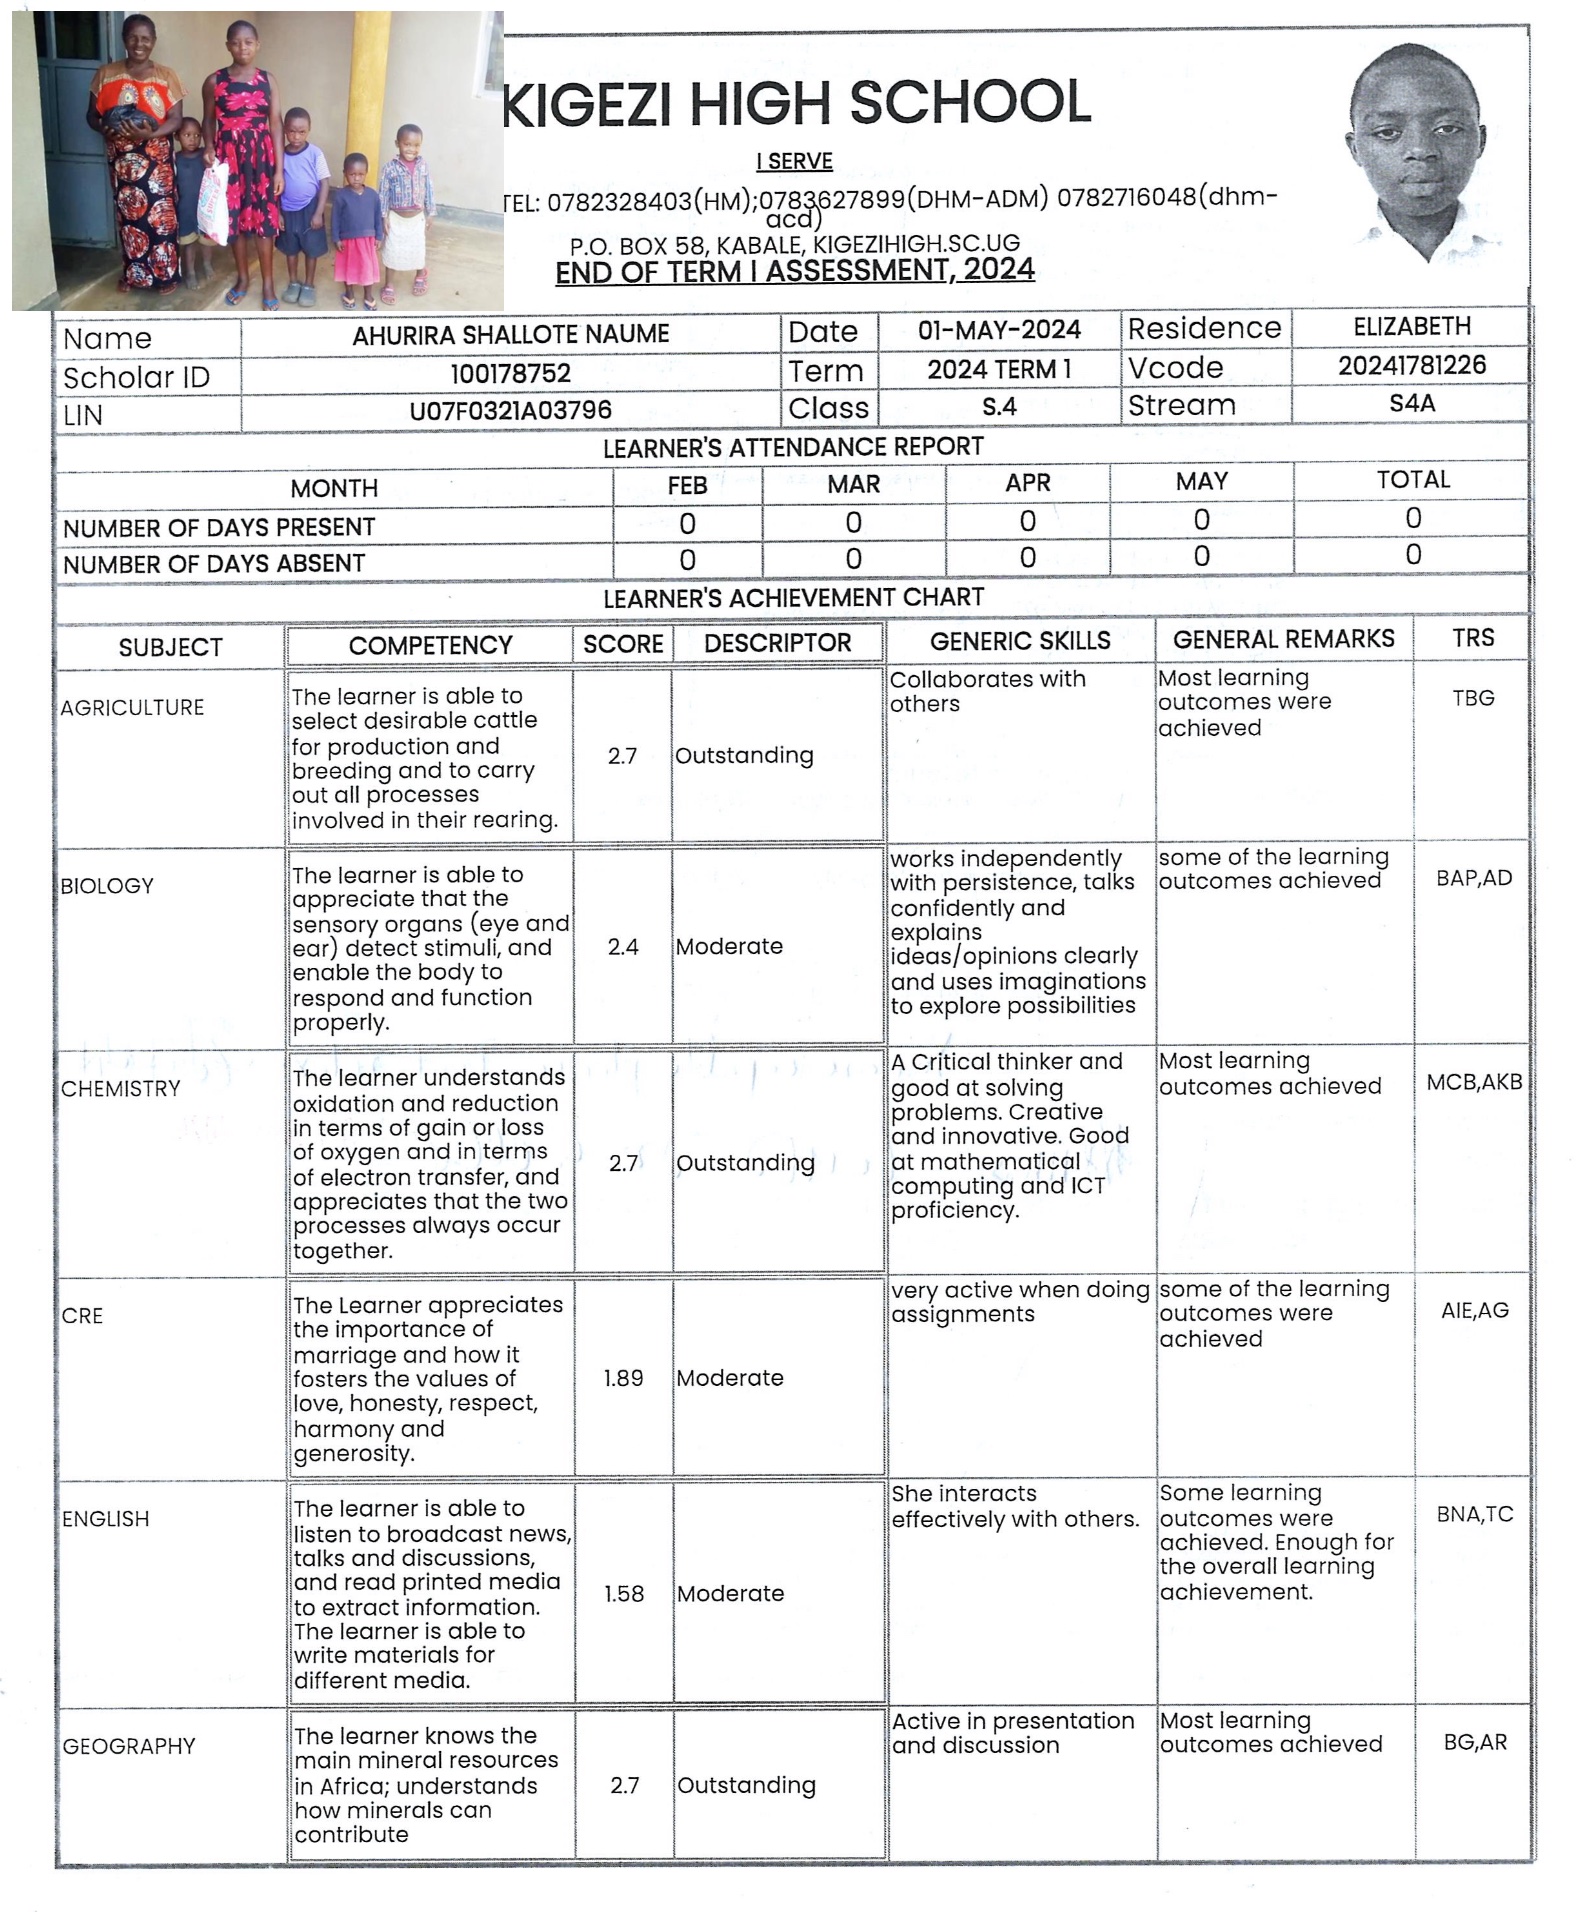 KIGEZI HIGH SCHOOL
I SERVE
TEL: 0782328403(HM);0783627899(DHM-ADM) 0782716048(dhm-
acd)
P.O. BOX 58, KABALE, KIGEZIHIGH.SC.UG
END OF TERM I ASSESSMENT, 2024
Name AHURIRA SHALLOTE NAUME Date 01-MAY-2024 Residence ELIZABETH
Scholar ID 100178752 Term 2024 TERM 1 Vcode 20241781226
LIN U07F0321A03796 Class S.4 Stream S4A
LEARNER'S ATTENDANCE REPORT
MONTH FEB MAR APR MAY TOTAL
NUMBER OF DAYS PRESENT 0 0 0 0 0
NUMBER OF DAYS ABSENT 0 0 0 0 0
LEARNER'S ACHIEVEMENT CHART
SUBJECT COMPETENCY SCORE DESCRIPTOR GENERIC SKILLS GENERAL REMARKS TRS
AGRICULTURE
The learner is able to
select desirable cattle
for production and
breeding and to carry
out all processes
involved in their rearing.
2.7
Outstanding
Collaborates with
others
Most learning
outcomes were
achieved
TBG
BIOLOGY
The learner is able to
appreciate that the
sensory organs (eye and
ear) detect stimuli, and
enable the body to
respond and function
properly.
2.4
Moderate
works independently
with persistence, talks
confidently and
explains
ideas/opinions clearly
and uses imaginations
to explore possibilities
some of the learning
outcomes achieved
BAP,AD
CHEMISTRY
The learner understands
oxidation and reduction
in terms of gain or loss
of oxygen and in terms
of electron transfer, and
appreciates that the two
processes always occur
together.
2.7
Outstanding
A Critical thinker and
good at solving
problems. Creative
and innovative. Good
at mathematical
computing and ICT
proficiency.
Most learning
outcomes achieved
MCB,AKB
CRE
The Learner appreciates
the importance of
marriage and how it
fosters the values of
love, honesty, respect,
harmony and
generosity.
1.89
Moderate
very active when doing
assignments
some of the learning
outcomes were
achieved
AIE,AG
ENGLISH
The learner is able to
listen to broadcast news,
talks and discussions,
and read printed media
to extract information.
The learner is able to
write materials for
different media.
1.58
Moderate
She interacts
effectively with others.
Some learning
outcomes were
achieved. Enough for
the overall learning
achievement.
BNA,TC
GEOGRAPHY
The learner knows the
main mineral resources
in Africa; understands
how minerals can
contribute
2.7
Outstanding
Active in presentation
and discussion
Most learning
outcomes achieved
BG,AR